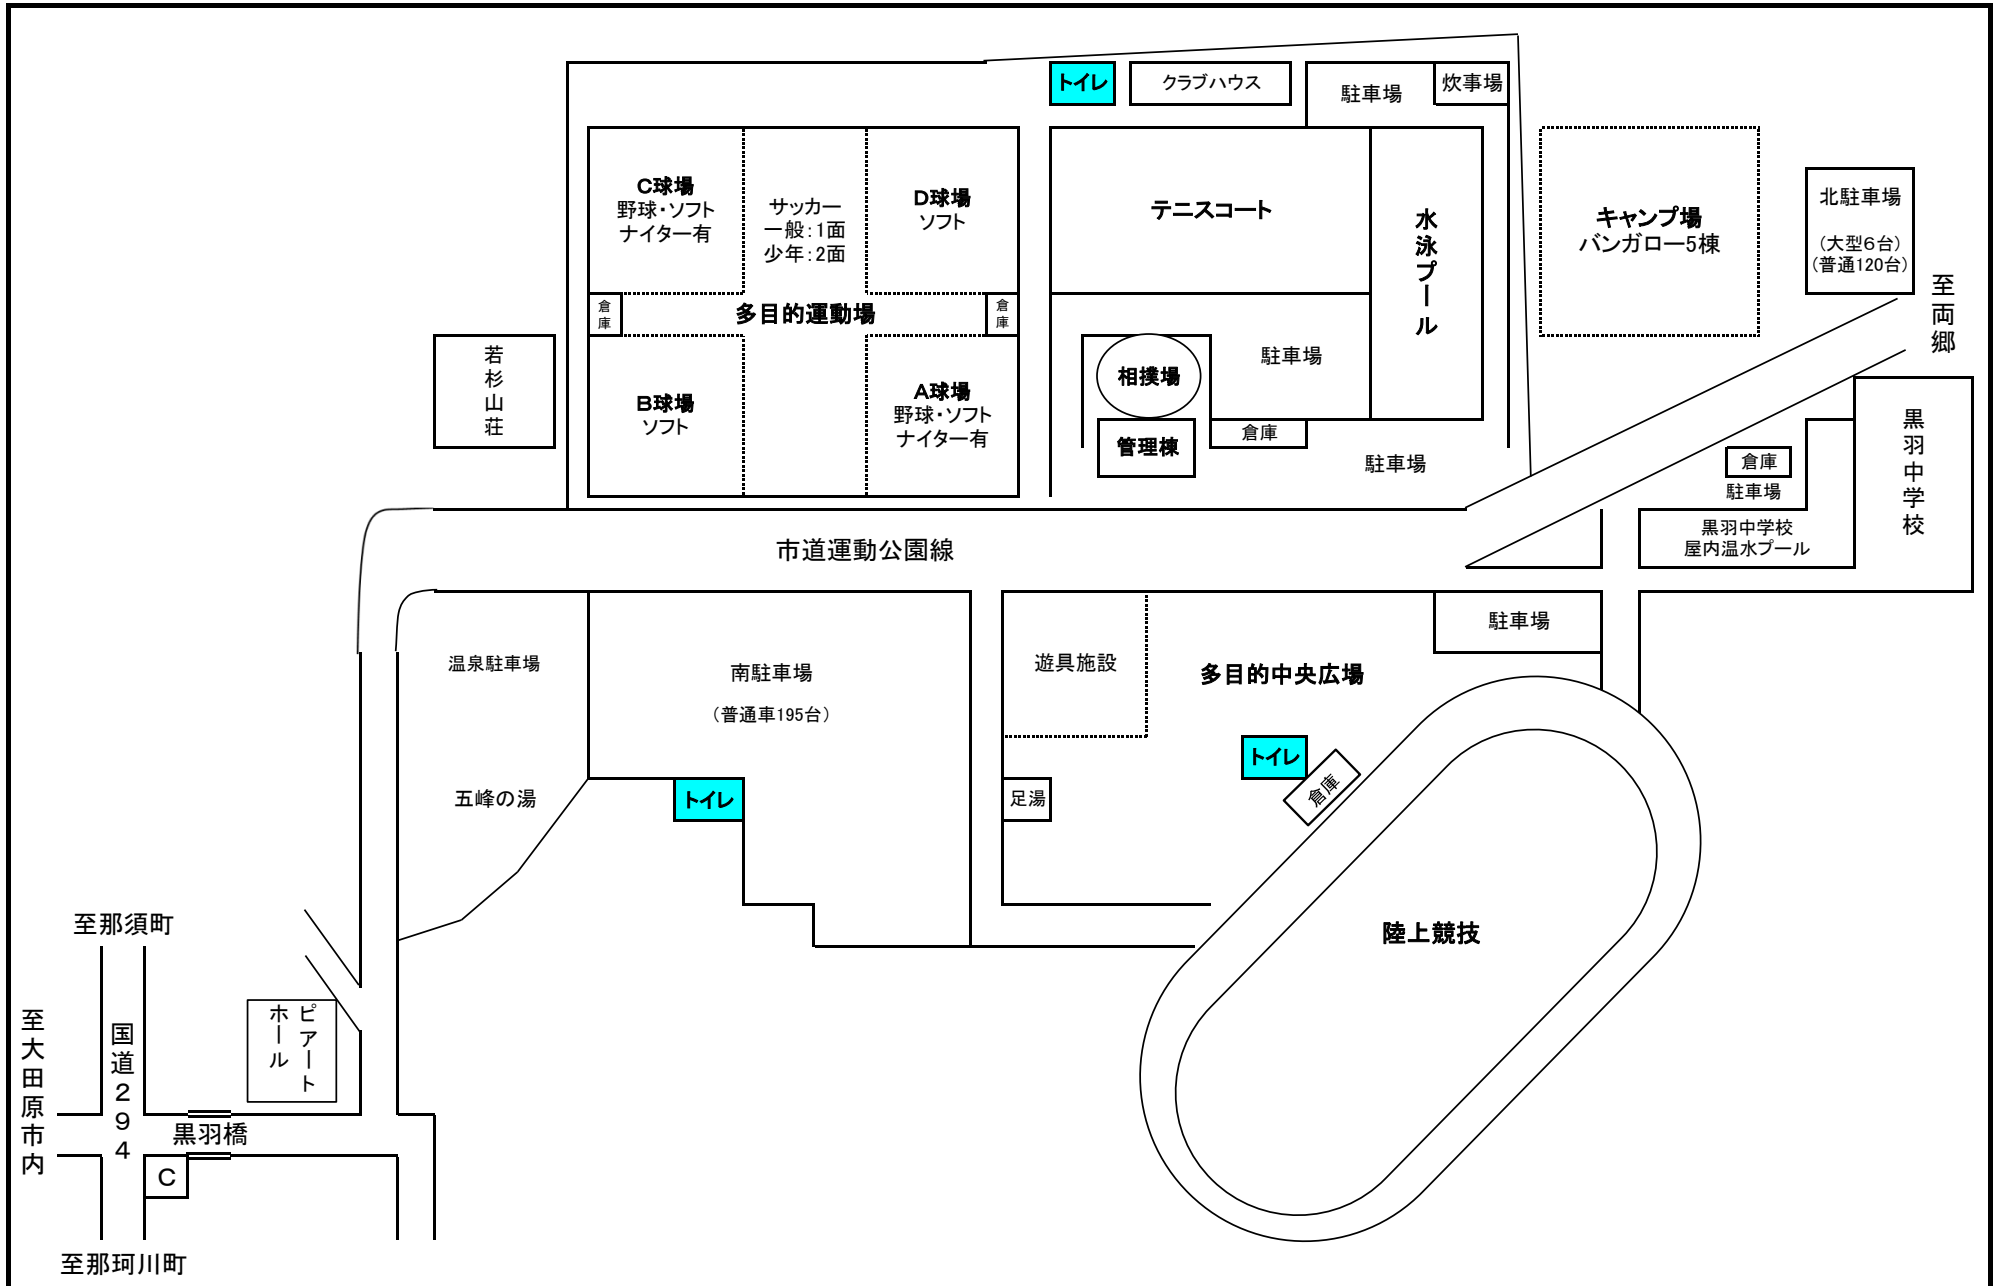 トイレ
クラブハウス
駐車場
炊事場
C球場
野球・ソフト
ナイター有
サッカー
一般：1面
少年：2面
D球場
ソフト
テニスコート
水泳プール
キャンプ場
バンガロー5棟
北駐車場
（大型6台）
（普通120台）
至両郷
倉庫
多目的運動場
倉庫
若杉山荘
B球場
ソフト
A球場
野球・ソフト
ナイター有
相撲場
駐車場
管理棟
倉庫
駐車場
倉庫
駐車場
黒羽中学校
屋内温水プール
黒羽中学校
市道運動公園線
温泉駐車場
南駐車場
（普通車195台）
遊具施設
多目的中央広場
駐車場
五峰の湯
トイレ
足湯
トイレ
倉庫
陸上競技
至那須町
至大田原市内
国道294
ピアート
ホール
黒羽橋
C
至那珂川町